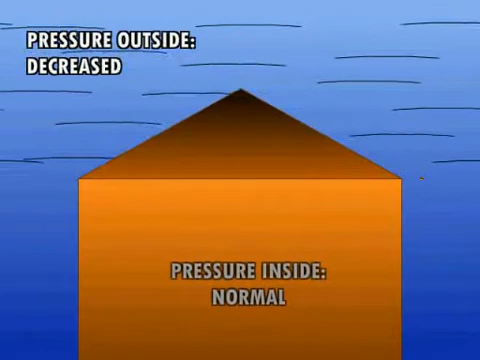 PRESSURE OUTSIDE:
DECREASED
PRESSURE INSIDE:
NORMAL